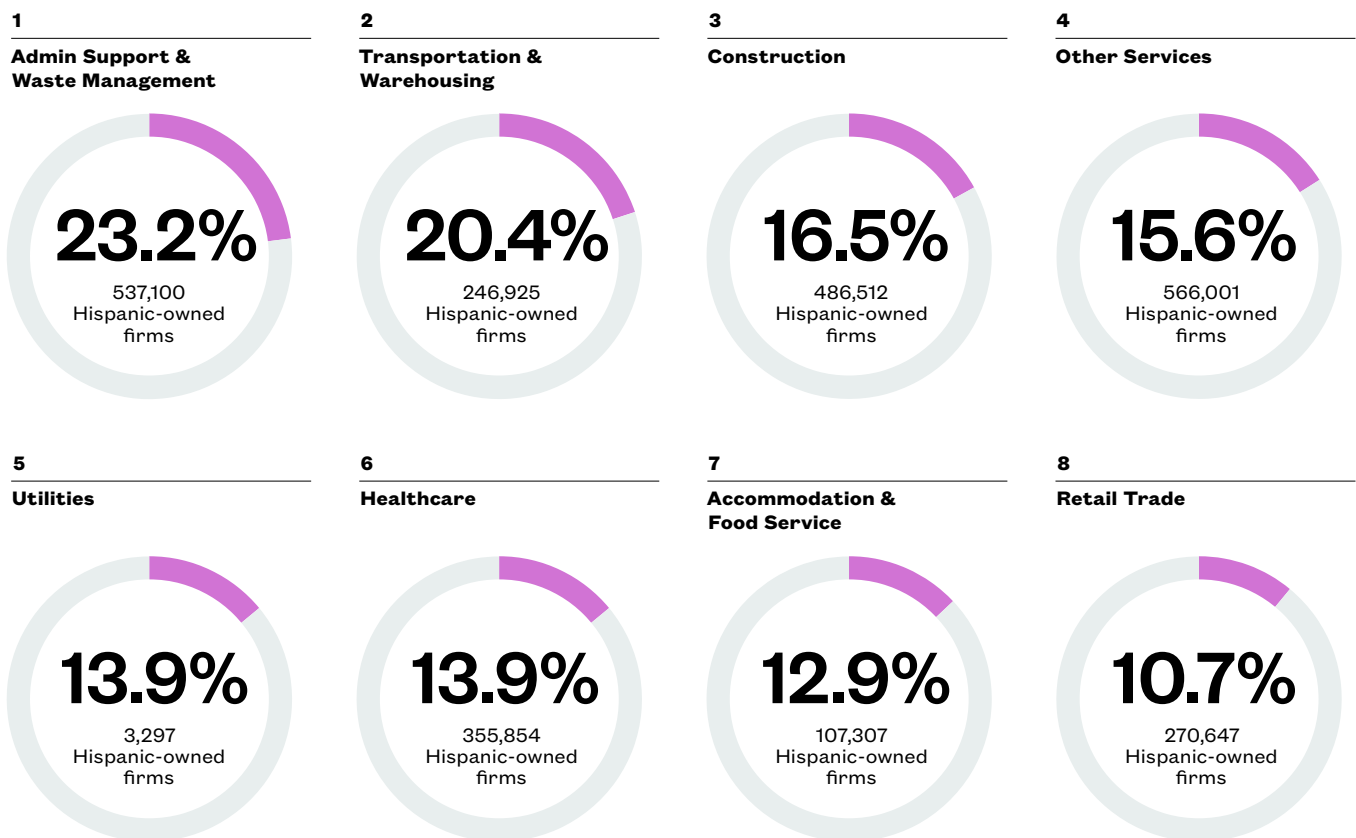 1
Admin Support &
Waste Management
23.2%
537,100
Hispanic-owned
firms
2
Transportation &
Warehousing
20.4%
246,925
Hispanic-owned
firms
3
Construction
16.5%
486,512
Hispanic-owned
firms
4
Other Services
15.6%
566,001
Hispanic-owned
firms
5
Utilities
13.9%
3,297
Hispanic-owned
firms
6
Healthcare
13.9%
355,854
Hispanic-owned
firms
7
Accommodation &
Food Service
12.9%
107,307
Hispanic-owned
firms
8
Retail Trade
10.7%
270,647
Hispanic-owned
firms